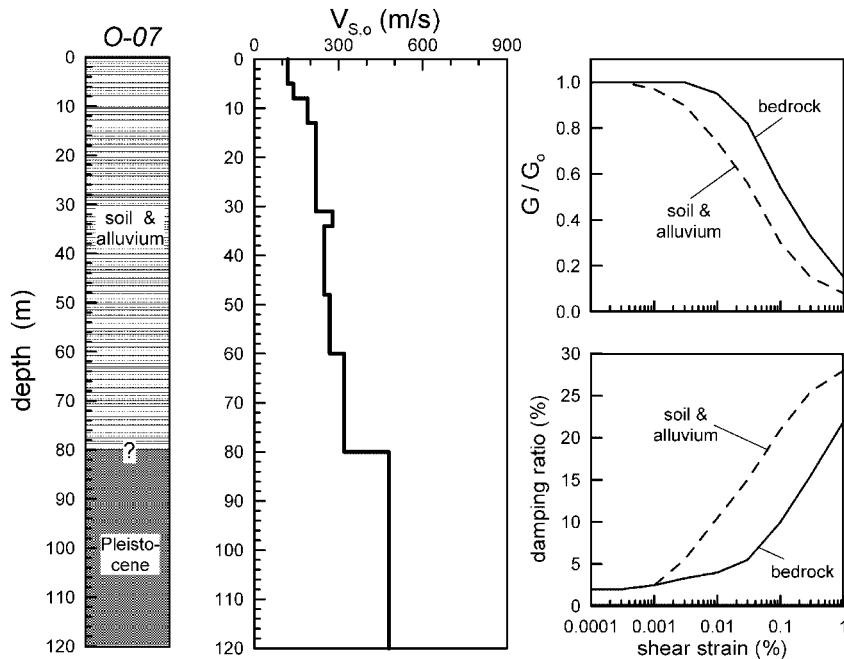 O-07
depth (m)
0
10
20
30
40
50
60
70
80
90
100
110
120
soil &
alluvium
?
Pleisto-
cene
V_{S,o} (m/s)
0 300 600 900
0
10
20
30
40
50
60
70
80
90
100
110
120
G / G_o
1.0
0.8
0.6
0.4
0.2
0.0
bedrock
soil &
alluvium
damping ratio (%)
30
25
20
15
10
5
0
soil &
alluvium
bedrock
0.0001 0.001 0.01 0.1 1
shear strain (%)